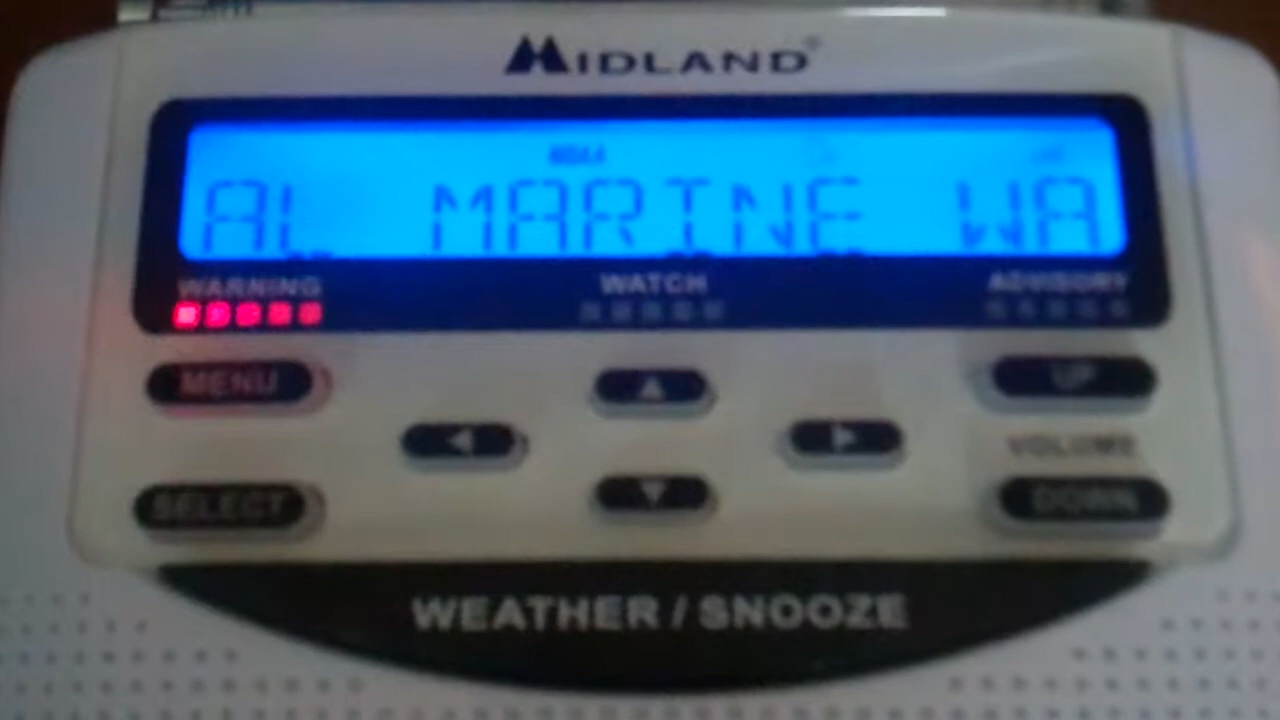 MIDLAND
AL MARINE WA
WARNING WATCH ADVISORY
MENU ▲ UP
◀ ▶ VOLUME
SELECT ▼ DOWN
WEATHER / SNOOZE